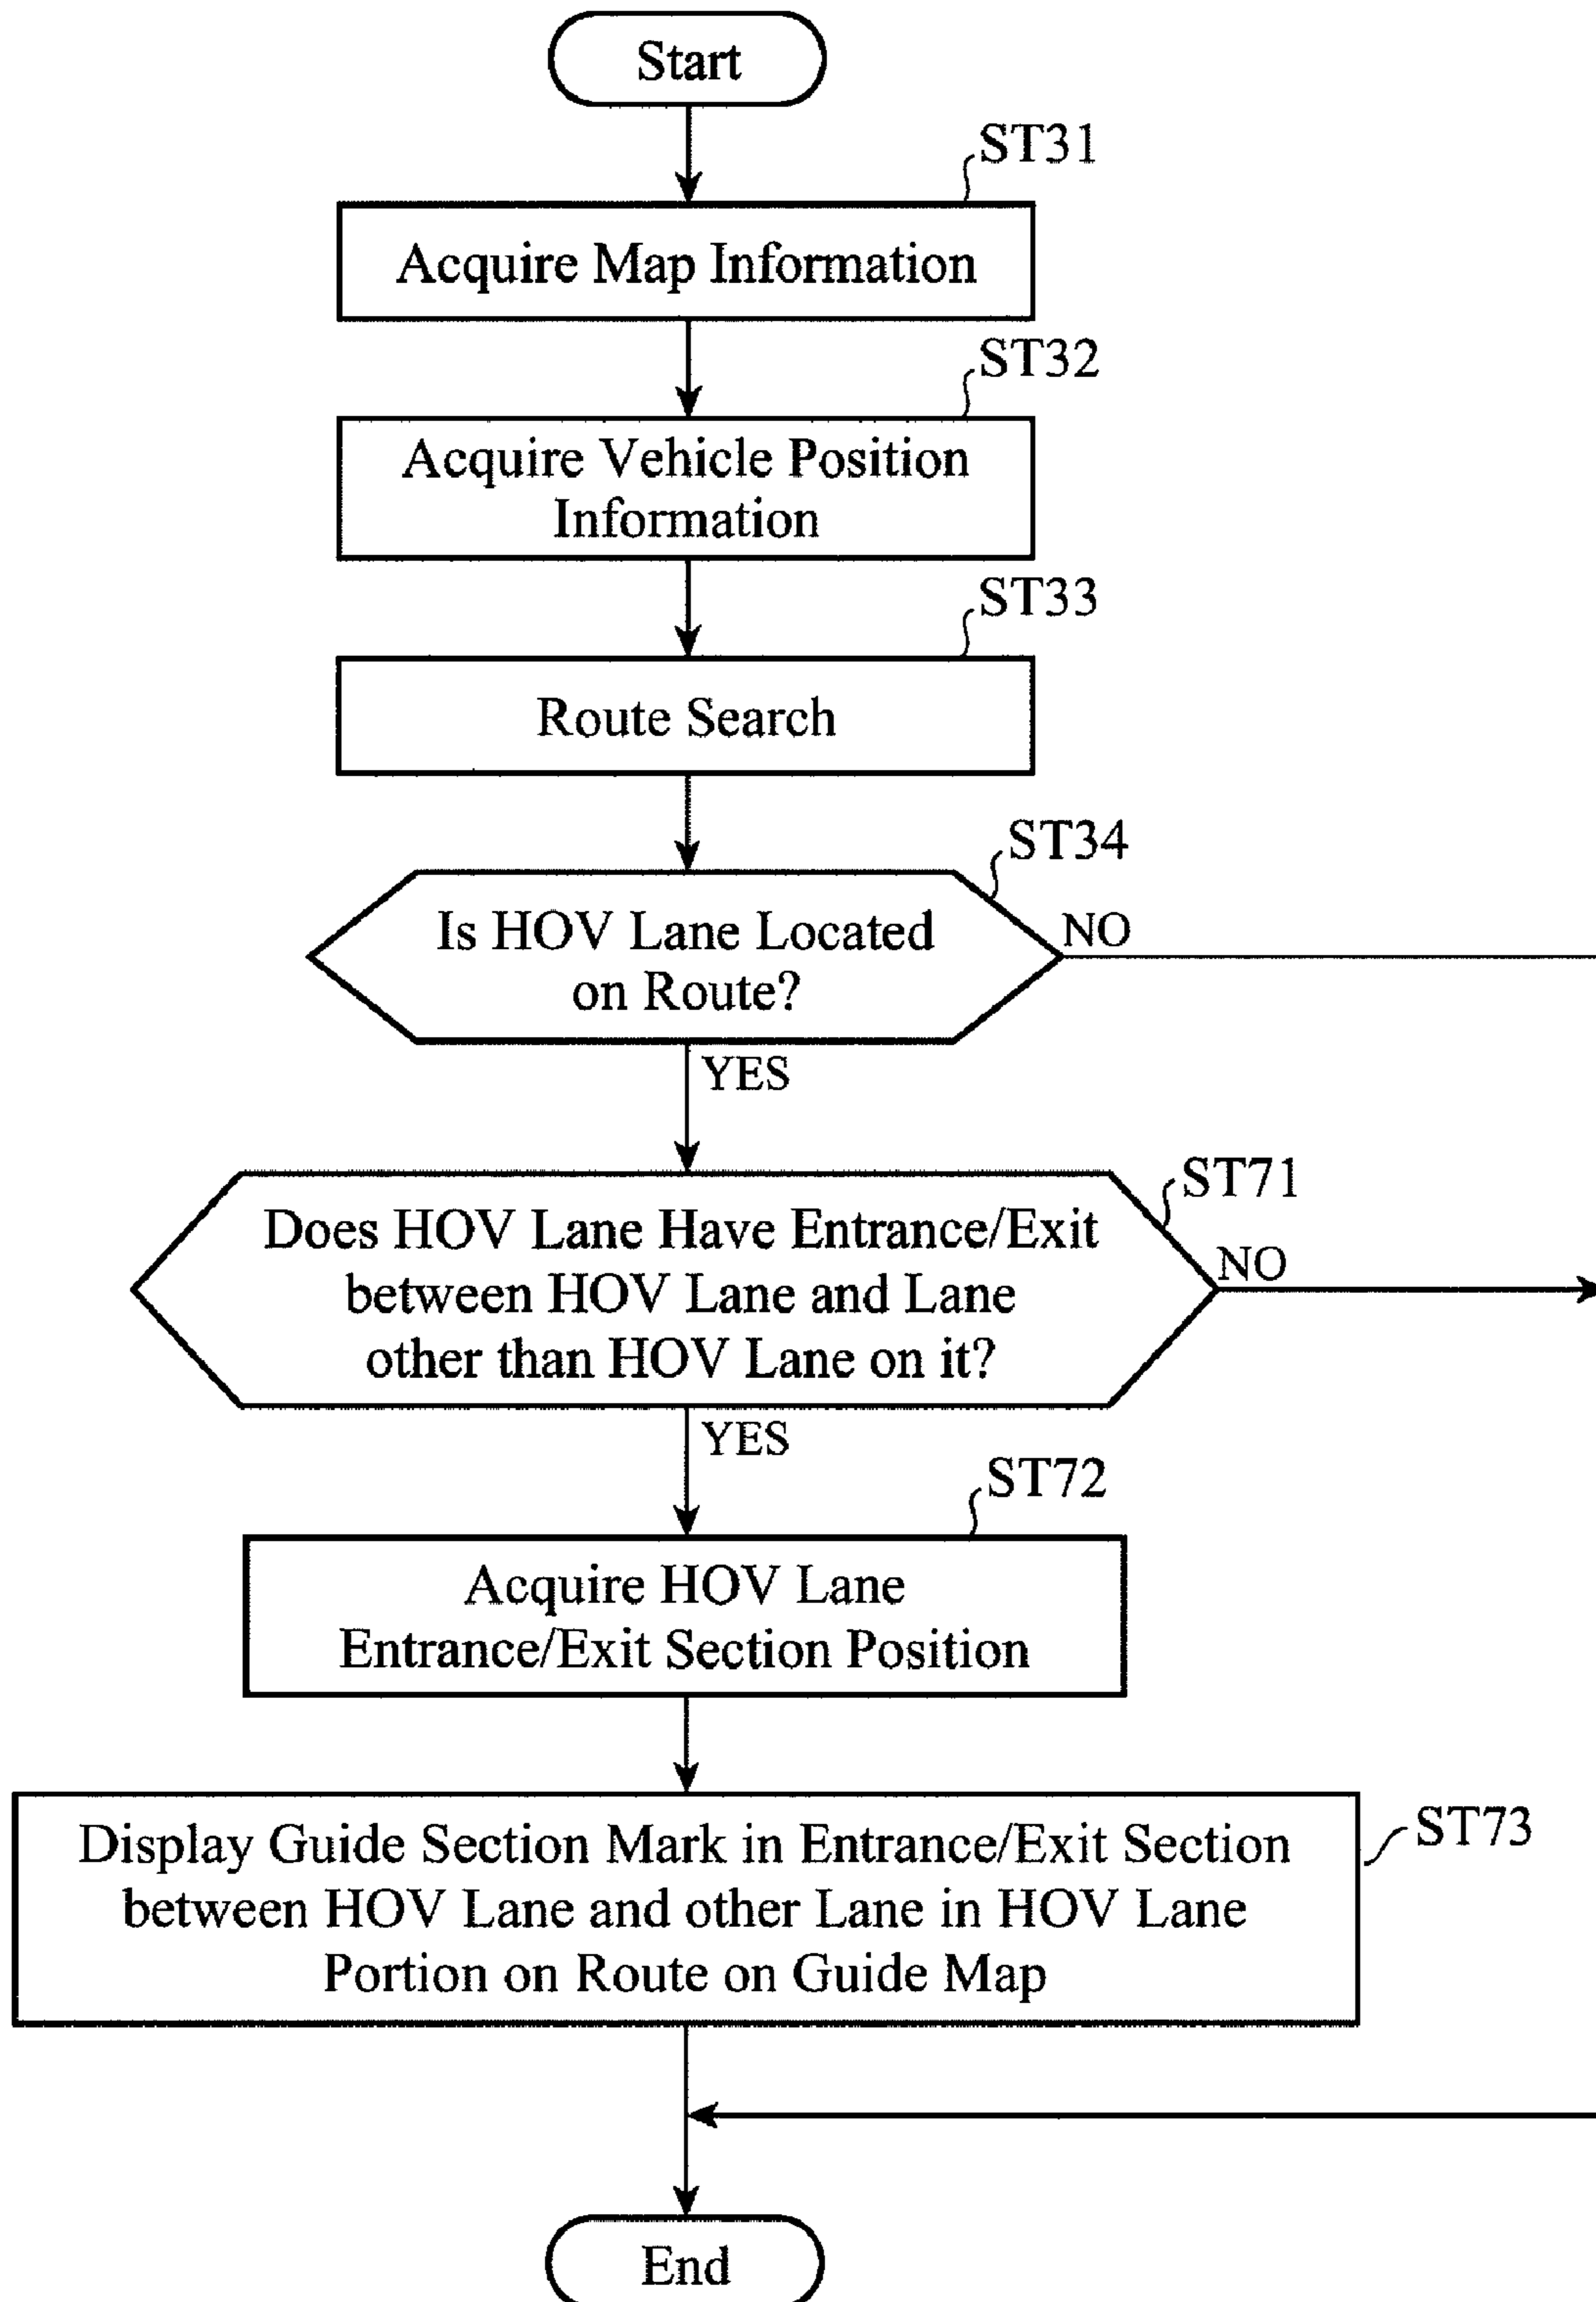 Start
ST31
Acquire Map Information
ST32
Acquire Vehicle Position
Information
ST33
Route Search
ST34
Is HOV Lane Located
on Route?
NO
YES
ST71
Does HOV Lane Have Entrance/Exit
between HOV Lane and Lane
other than HOV Lane on it?
NO
YES
ST72
Acquire HOV Lane
Entrance/Exit Section Position
ST73
Display Guide Section Mark in Entrance/Exit Section
between HOV Lane and other Lane in HOV Lane
Portion on Route on Guide Map
End